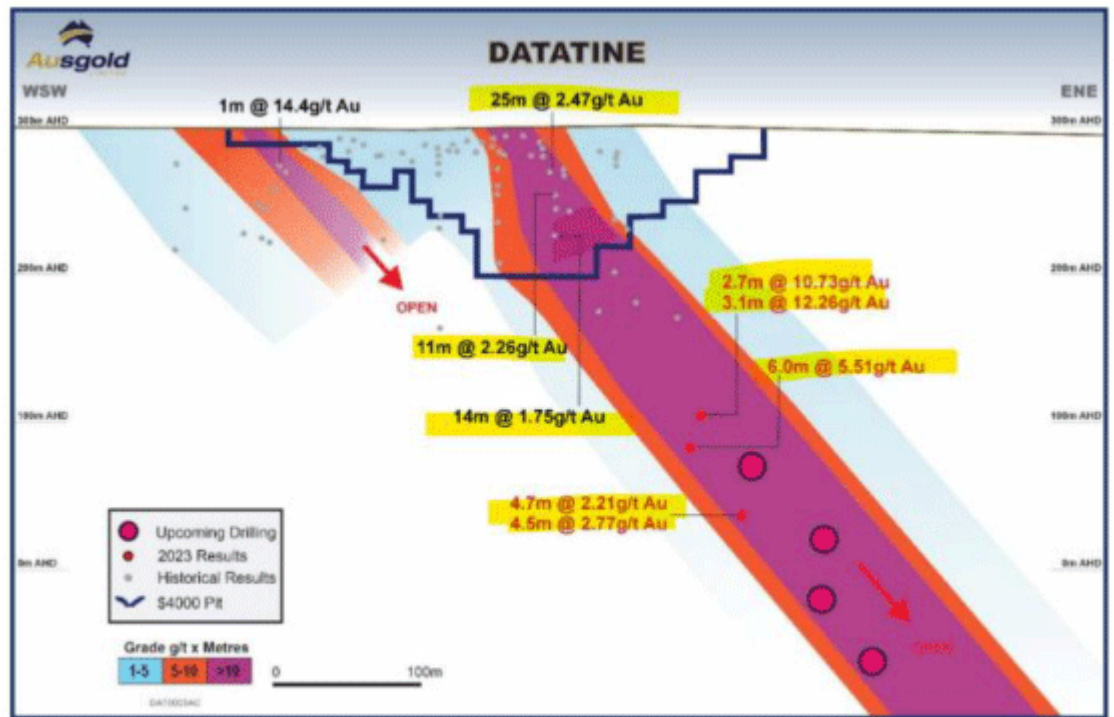 Ausgold
LIMITED
DATATINE
WSW
ENE
1m @ 14.4g/t Au
25m @ 2.47g/t Au
300m AHD
300m AHD
200m AHD
200m AHD
OPEN
2.7m @ 10.73g/t Au
3.1m @ 12.26g/t Au
11m @ 2.26g/t Au
6.0m @ 5.51g/t Au
14m @ 1.75g/t Au
100m AHD
100m AHD
4.7m @ 2.21g/t Au
4.5m @ 2.77g/t Au
0m AHD
0m AHD
Upcoming Drilling
2023 Results
Historical Results
$4000 Pit
OPEN
Grade g/t x Metres
1-5 5-10 >10
0 100m